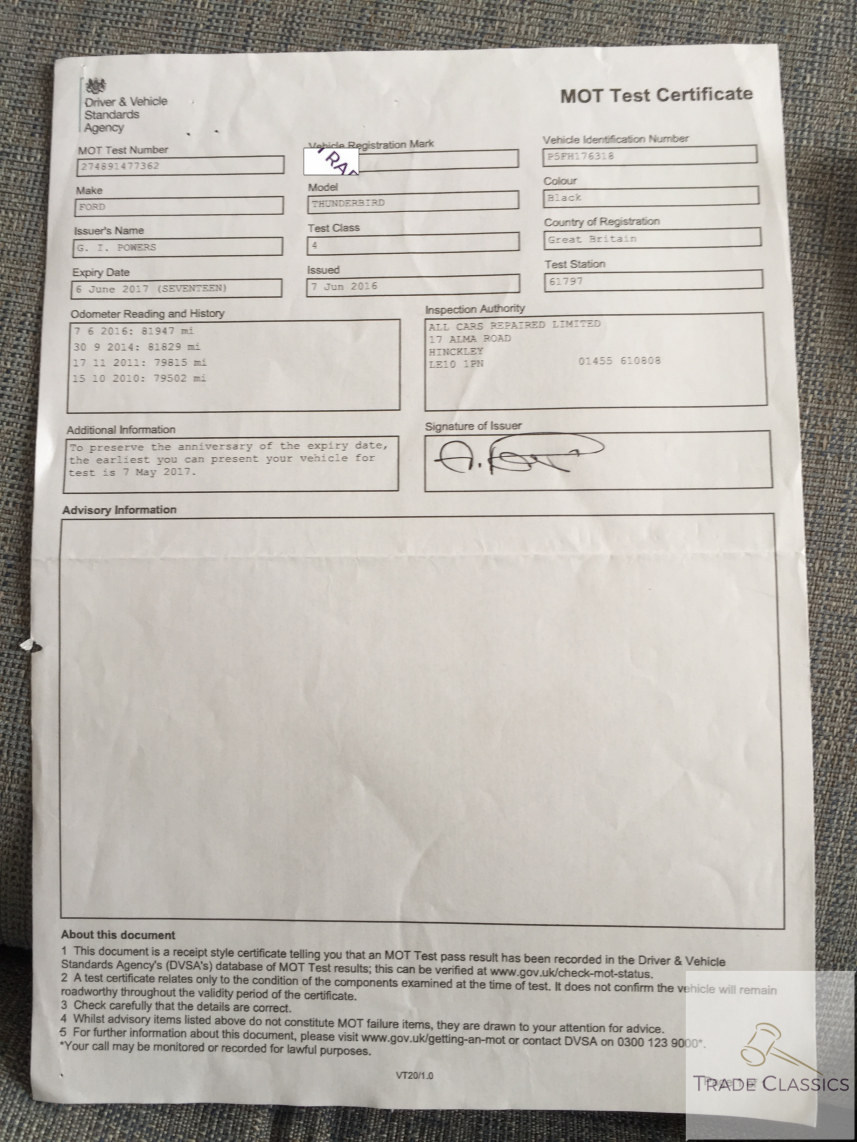 Driver & Vehicle
Standards
Agency
MOT Test Certificate
MOT Test Number
274891477362
Vehicle Registration Mark
Vehicle Identification Number
P5FH176318
Make
FORD
Model
THUNDERBIRD
Colour
Black
Issuer's Name
G. I. POWERS
Test Class
4
Country of Registration
Great Britain
Expiry Date
6 June 2017 (SEVENTEEN)
Issued
7 Jun 2016
Test Station
61797
Odometer Reading and History
7 6 2016: 81947 mi
30 9 2014: 81829 mi
17 11 2011: 79815 mi
15 10 2010: 79502 mi
Inspection Authority
ALL CARS REPAIRED LIMITED
17 ALMA ROAD
HINCKLEY
LE10 1PN 01455 610808
Additional Information
To preserve the anniversary of the expiry date,
the earliest you can present your vehicle for
test is 7 May 2017.
Signature of Issuer
Advisory Information
About this document
1 This document is a receipt style certificate telling you that an MOT Test pass result has been recorded in the Driver & Vehicle
Standards Agency's (DVSA's) database of MOT Test results; this can be verified at www.gov.uk/check-mot-status.
2 A test certificate relates only to the condition of the components examined at the time of test. It does not confirm the vehicle will remain
roadworthy throughout the validity period of the certificate.
3 Check carefully that the details are correct.
4 Whilst advisory items listed above do not constitute MOT failure items, they are drawn to your attention for advice.
5 For further information about this document, please visit www.gov.uk/getting-an-mot or contact DVSA on 0300 123 9000*.
*Your call may be monitored or recorded for lawful purposes.
VT20/1.0
TRADE CLASSICS